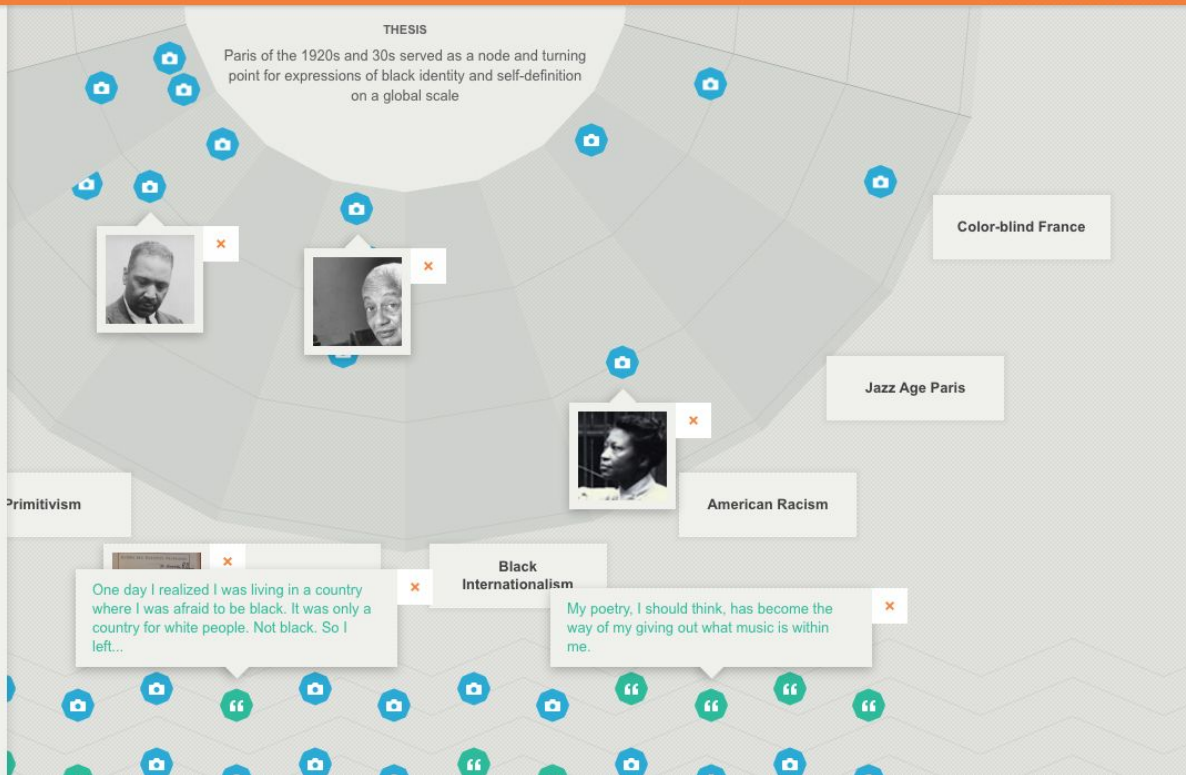 THESIS
Paris of the 1920s and 30s served as a node and turning
point for expressions of black identity and self-definition
on a global scale
Color-blind France
Jazz Age Paris
Primitivism
American Racism
Black
Internationalism
One day I realized I was living in a country
where I was afraid to be black. It was only a
country for white people. Not black. So I
left...
My poetry, I should think, has become the
way of my giving out what music is within
me.